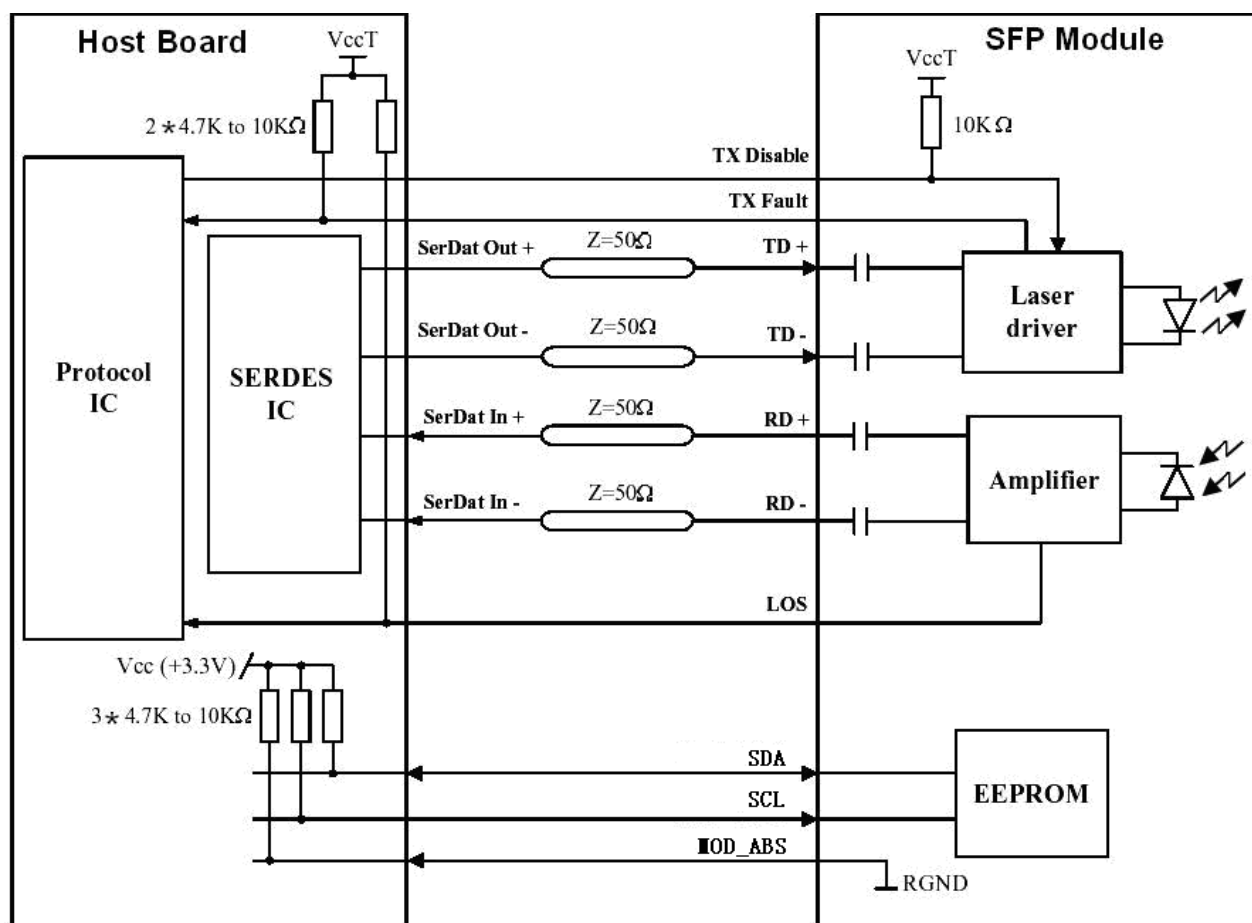 Host Board
SFP Module
VccT
VccT
2*4.7K to 10KΩ
10KΩ
TX Disable
TX Fault
SerDat Out +
Z=50Ω
TD +
Laser
driver
SerDat Out -
Z=50Ω
TD -
Protocol
IC
SERDES
IC
SerDat In +
Z=50Ω
RD +
Amplifier
SerDat In -
Z=50Ω
RD -
LOS
Vcc (+3.3V)
3*4.7K to 10KΩ
SDA
SCL
EEPROM
MOD_ABS
RGND